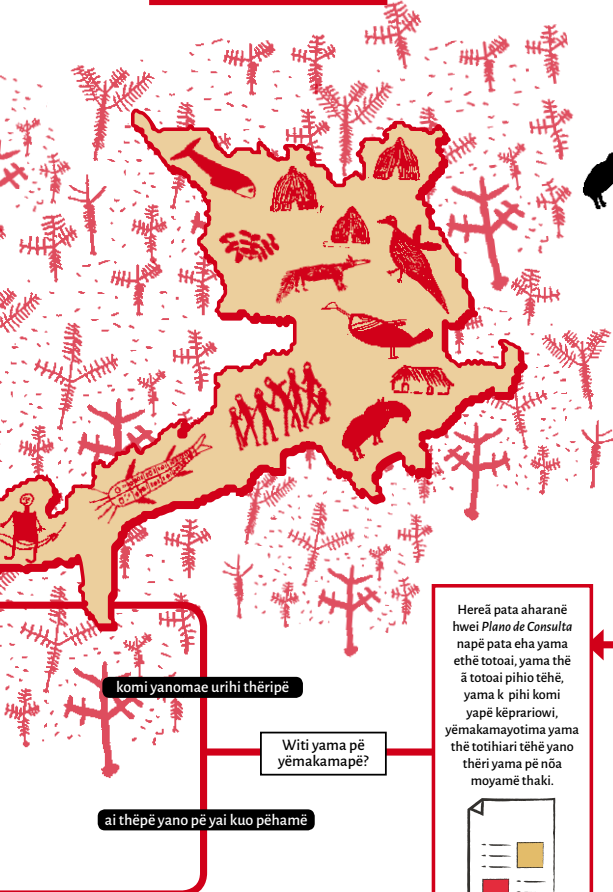 komi yanomae urihi thëripë
Witi yama pë
yëmakamapë?
ai thëpë yano pë yai kuo pëhamë
Hereã pata aharanë
hwei Plano de Consulta
napë pata eha yama
ethë totoai, yama thë
ã totoai pihio tëhë,
yama k pihi komi
yapë këprariowi,
yëmakamayotima yama
thë totihiari tëhë yano
thëri yama pë nõa
moyamë thaki.